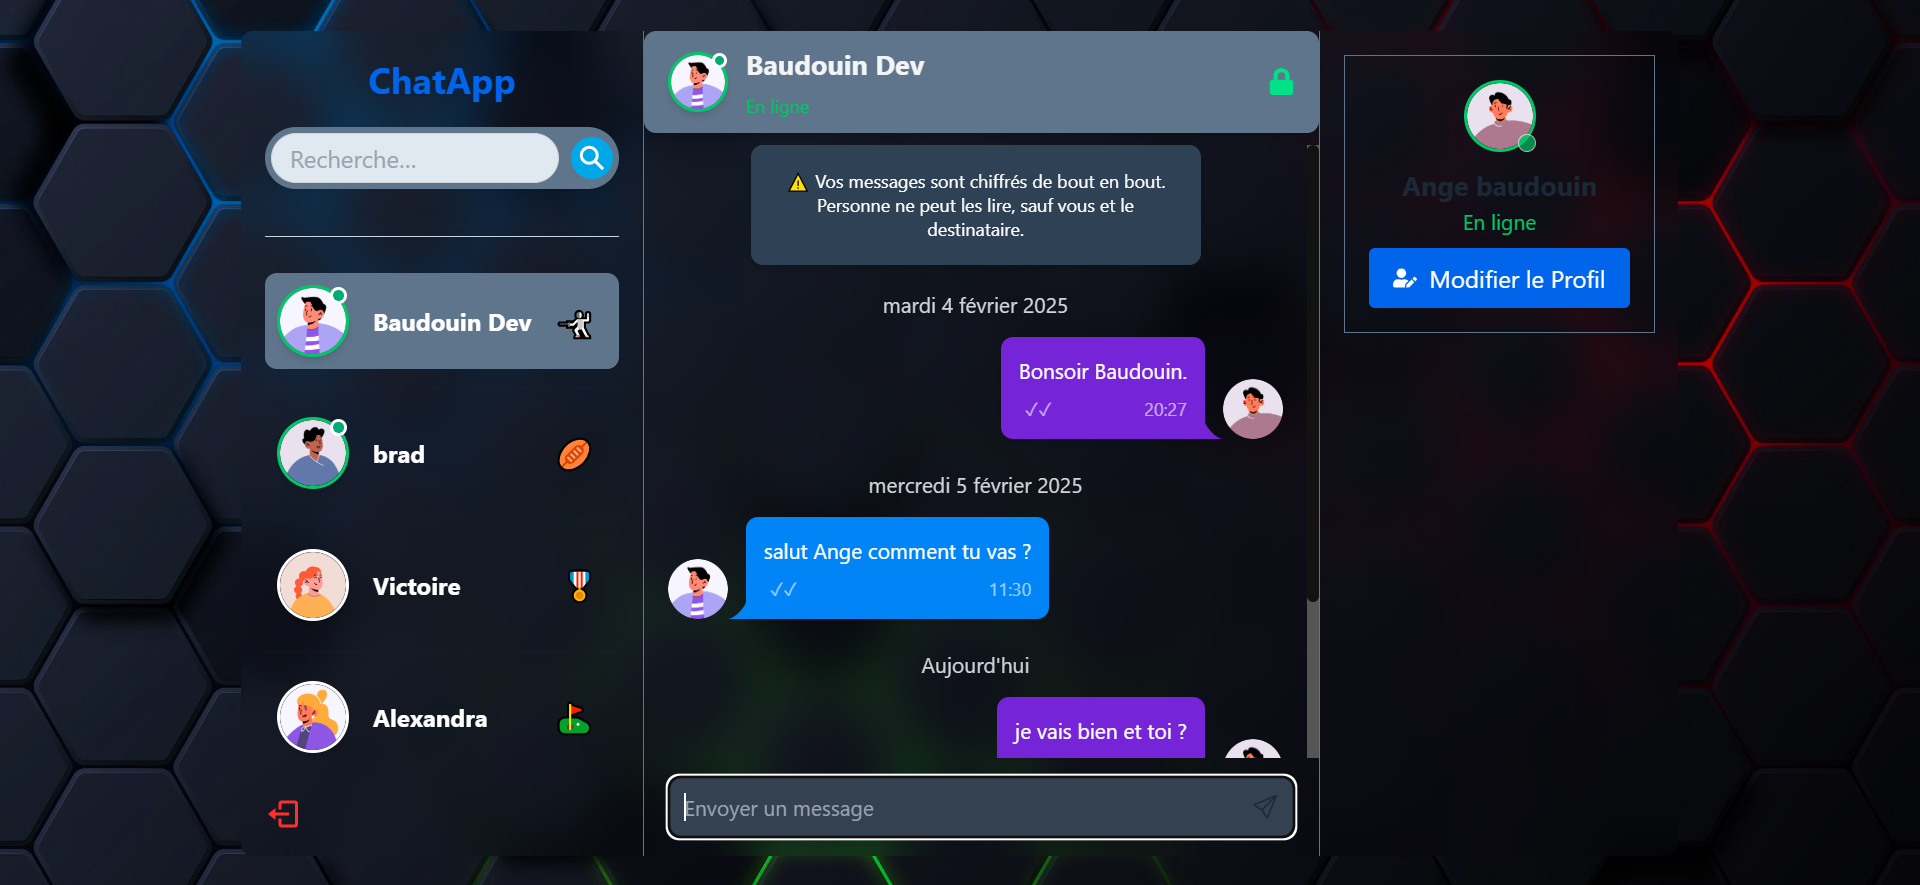 ChatApp
Recherche...
Baudouin Dev
brad
Victoire
Alexandra
Baudouin Dev
En ligne
Vos messages sont chiffrés de bout en bout.
Personne ne peut les lire, sauf vous et le
destinataire.
mardi 4 février 2025
Bonsoir Baudouin.
20:27
mercredi 5 février 2025
salut Ange comment tu vas ?
11:30
Aujourd'hui
je vais bien et toi ?
Envoyer un message
Ange baudouin
En ligne
Modifier le Profil